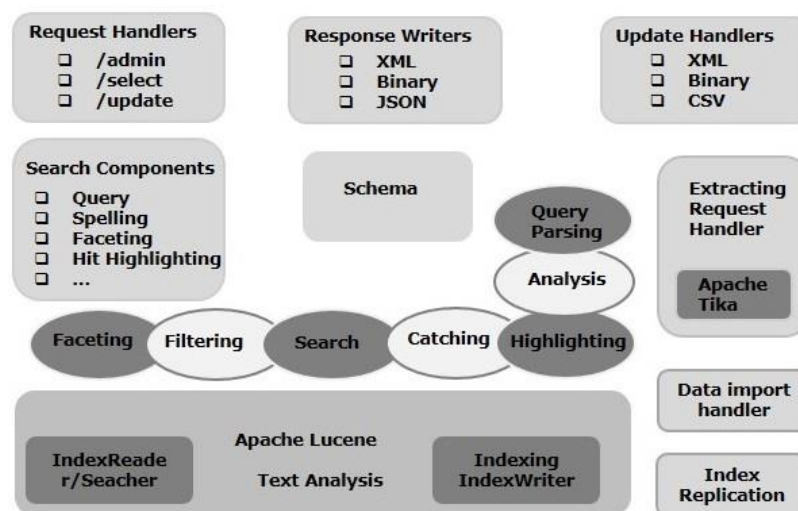 Request Handlers
❑ /admin
❑ /select
❑ /update
Response Writers
❑ XML
❑ Binary
❑ JSON
Update Handlers
❑ XML
❑ Binary
❑ CSV
Search Components
❑ Query
❑ Spelling
❑ Faceting
❑ Hit Highlighting
❑ ...
Schema
Query
Parsing
Analysis
Extracting
Request
Handler
Apache
Tika
Faceting
Filtering
Search
Catching
Highlighting
Data import
handler
Apache Lucene
IndexReade
r/Seacher
Text Analysis
Indexing
IndexWriter
Index
Replication